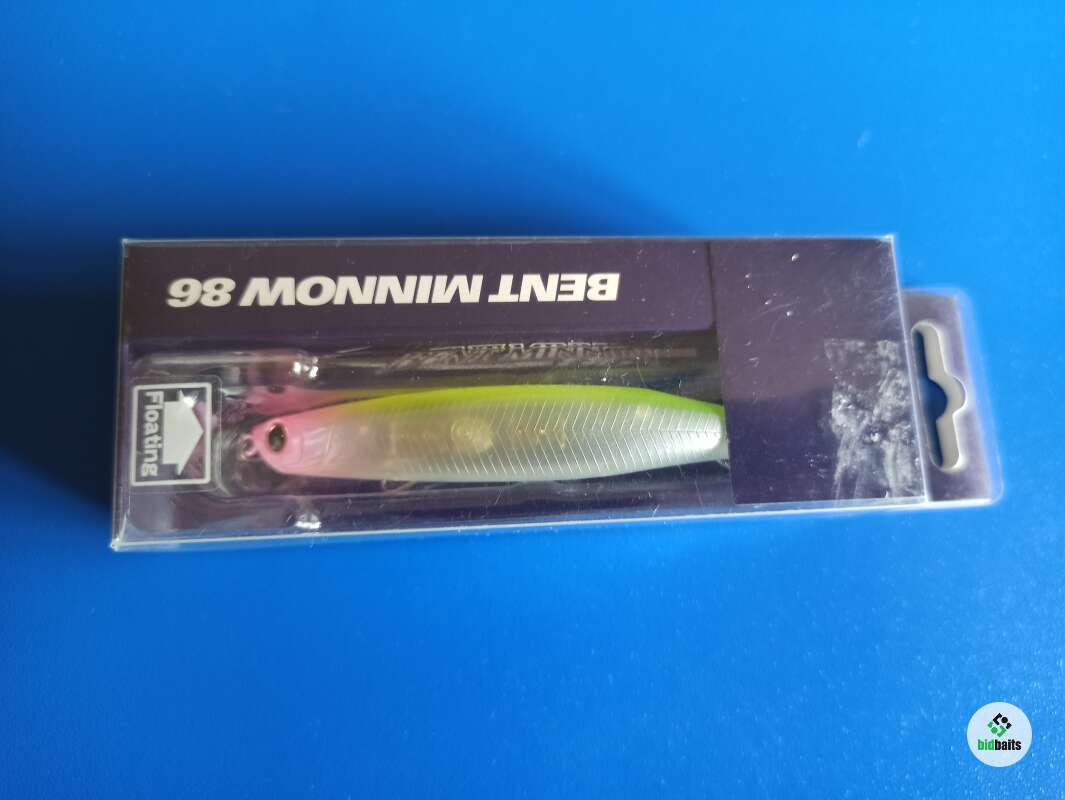 BENT MINNOW 86
Floating
bidbaits